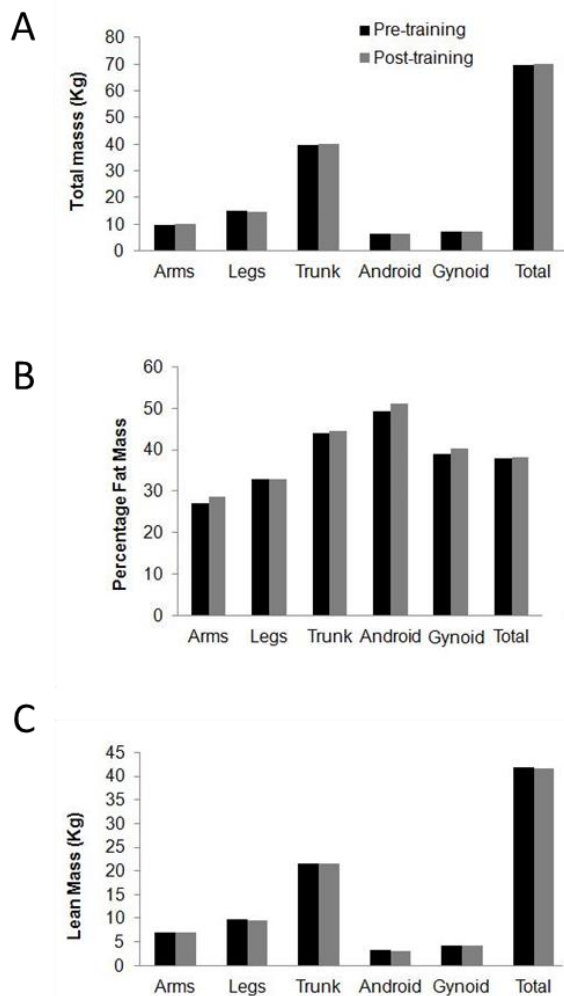 A
80
70
60
50
40
30
20
10
0
Total masss (Kg)
Pre-training
Post-training
Arms Legs Trunk Android Gynoid Total
B
60
50
40
30
20
10
0
Percentage Fat Mass
Arms Legs Trunk Android Gynoid Total
C
45
40
35
30
25
20
15
10
5
0
Lean Mass (Kg)
Arms Legs Trunk Android Gynoid Total